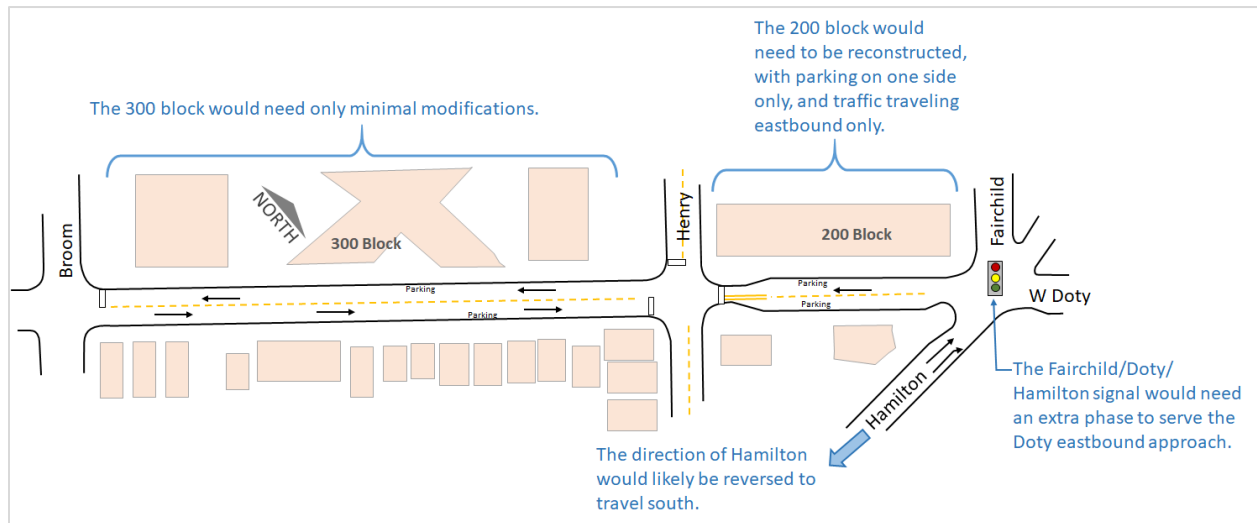 The 200 block would
need to be reconstructed,
with parking on one side
only, and traffic traveling
eastbound only.
The 300 block would need only minimal modifications.
Broom
NORTH
300 Block
Henry
200 Block
Fairchild
Parking
Parking
Parking
Parking
W Doty
Hamilton
The Fairchild/Doty/
Hamilton signal would need
an extra phase to serve the
Doty eastbound approach.
The direction of Hamilton
would likely be reversed to
travel south.